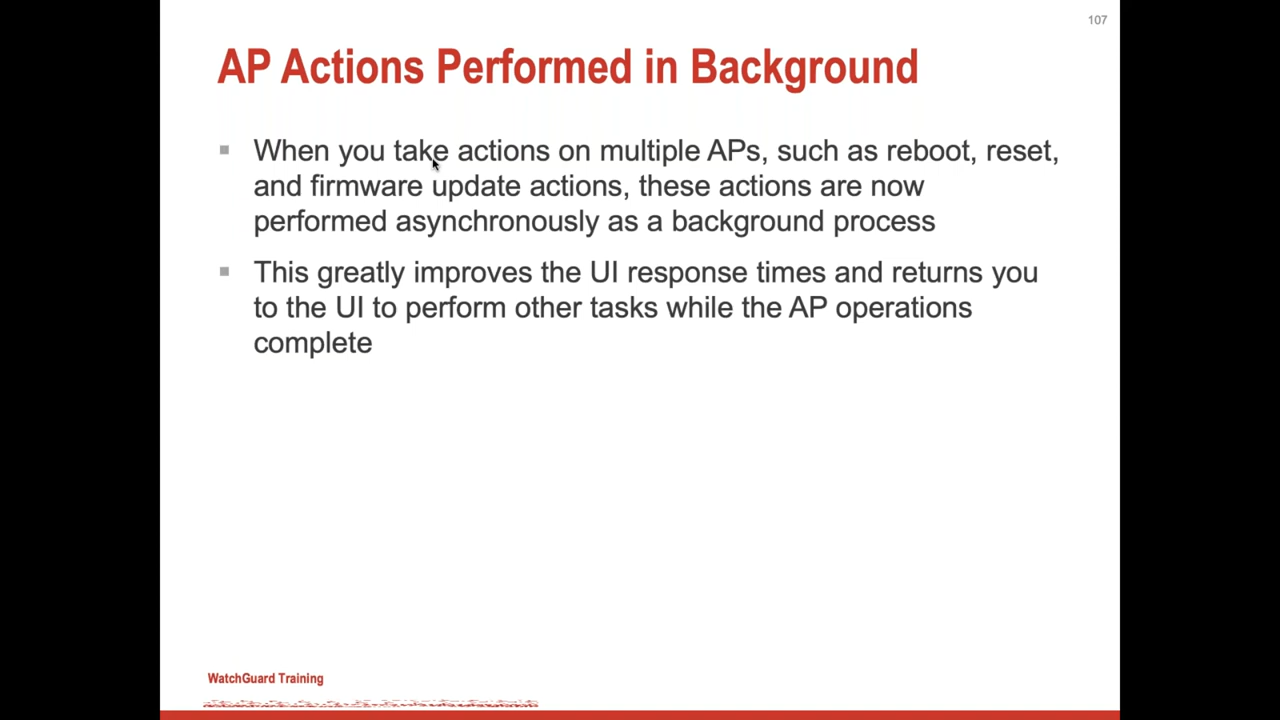 107
AP Actions Performed in Background
When you take actions on multiple APs, such as reboot, reset,
and firmware update actions, these actions are now
performed asynchronously as a background process
This greatly improves the UI response times and returns you
to the UI to perform other tasks while the AP operations
complete
WatchGuard Training